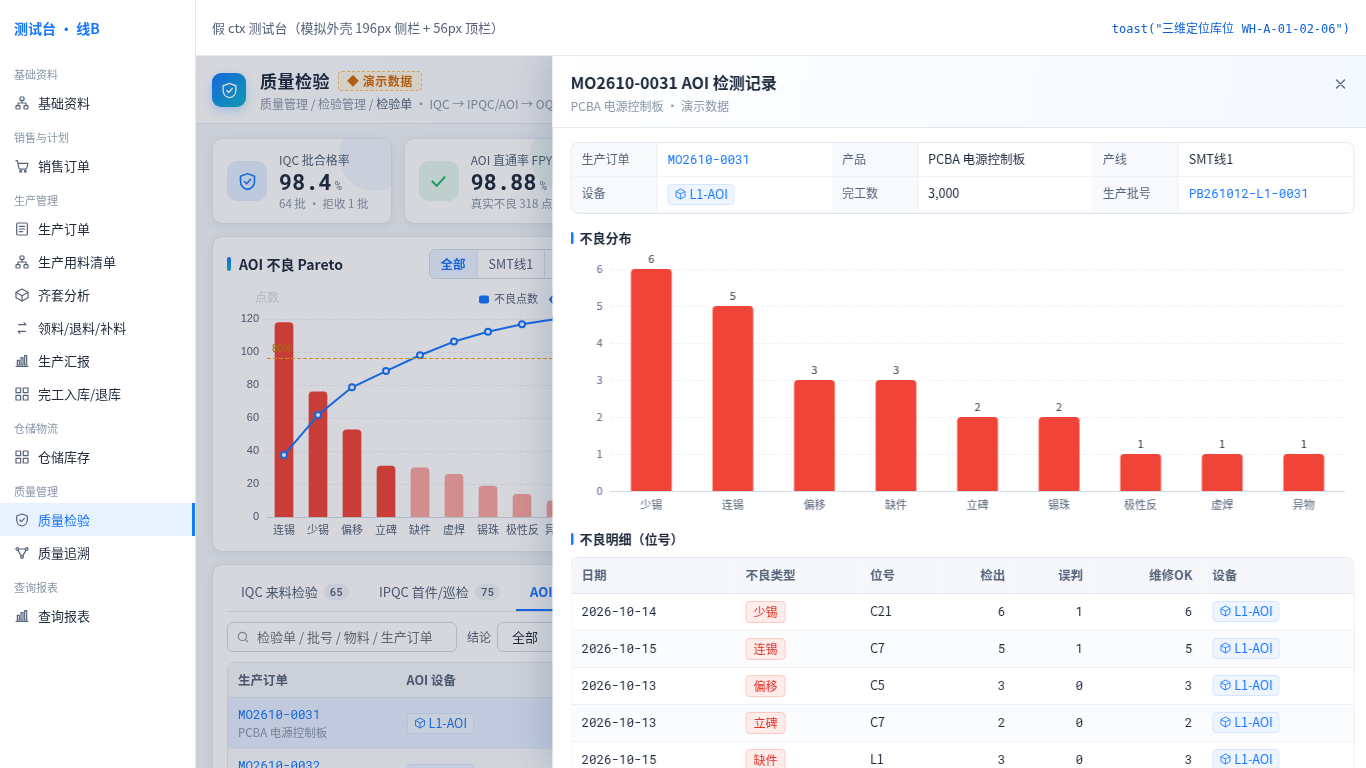 测试台 · 线B
假 ctx 测试台（模拟外壳 196px 侧栏 + 56px 顶栏）
toast("三维定位库位 WH-A-01-02-06")
基础资料
基础资料
销售与计划
销售订单
生产管理
生产订单
生产用料清单
齐套分析
领料/退料/补料
生产汇报
完工入库/退库
仓储物流
仓储库存
质量管理
质量检验
质量追溯
查询报表
查询报表
质量检验
◆ 演示数据
质量管理 / 检验管理 / 检验单 · IQC → IPQC/AOI → OQ
IQC 批合格率
98.4%
64 批 · 拒收 1 批
AOI 直通率 FPY
98.88%
真实不良 318 点
AOI 不良 Pareto
全部
SMT线1
点数
不良点数
120
100
80
60
40
20
0
80%
连锡 少锡 偏移 立碑 缺件 虚焊 锡珠 极性反
IQC 来料检验 65
IPQC 首件/巡检 75
AOI
检验单 / 批号 / 物料 / 生产订单
结论
全部
生产订单 AOI 设备
MO2610-0031 L1-AOI
PCBA 电源控制板
MO2610-0032
MO2610-0031 AOI 检测记录
PCBA 电源控制板 · 演示数据
生产订单 MO2610-0031 产品 PCBA 电源控制板 产线 SMT线1
设备 L1-AOI 完工数 3,000 生产批号 PB261012-L1-0031
不良分布
6
5
4
3
2
1
0
6 5 3 3 2 2 1 1 1
少锡 连锡 偏移 缺件 立碑 锡珠 极性反 虚焊 异物
不良明细（位号）
日期 不良类型 位号 检出 误判 维修OK 设备
2026-10-14 少锡 C21 6 1 6 L1-AOI
2026-10-15 连锡 C7 5 1 5 L1-AOI
2026-10-13 偏移 C5 3 0 3 L1-AOI
2026-10-13 立碑 C7 2 0 2 L1-AOI
2026-10-15 缺件 L1 3 0 3 L1-AOI